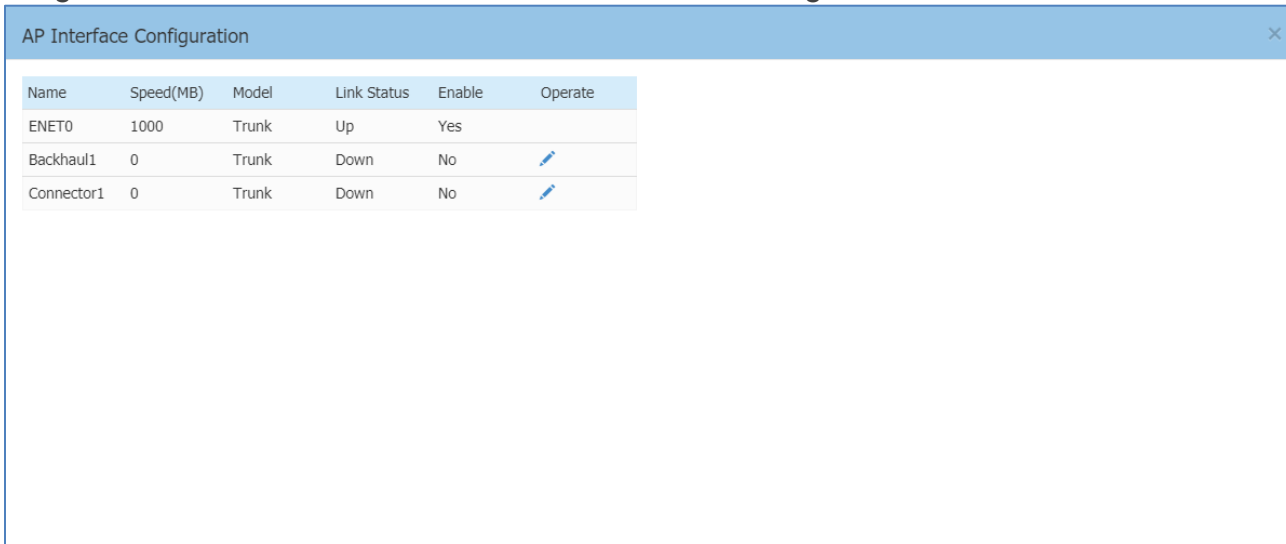 AP Interface Configuration
Name Speed(MB) Model Link Status Enable Operate
ENET0 1000 Trunk Up Yes
Backhaul1 0 Trunk Down No
Connector1 0 Trunk Down No